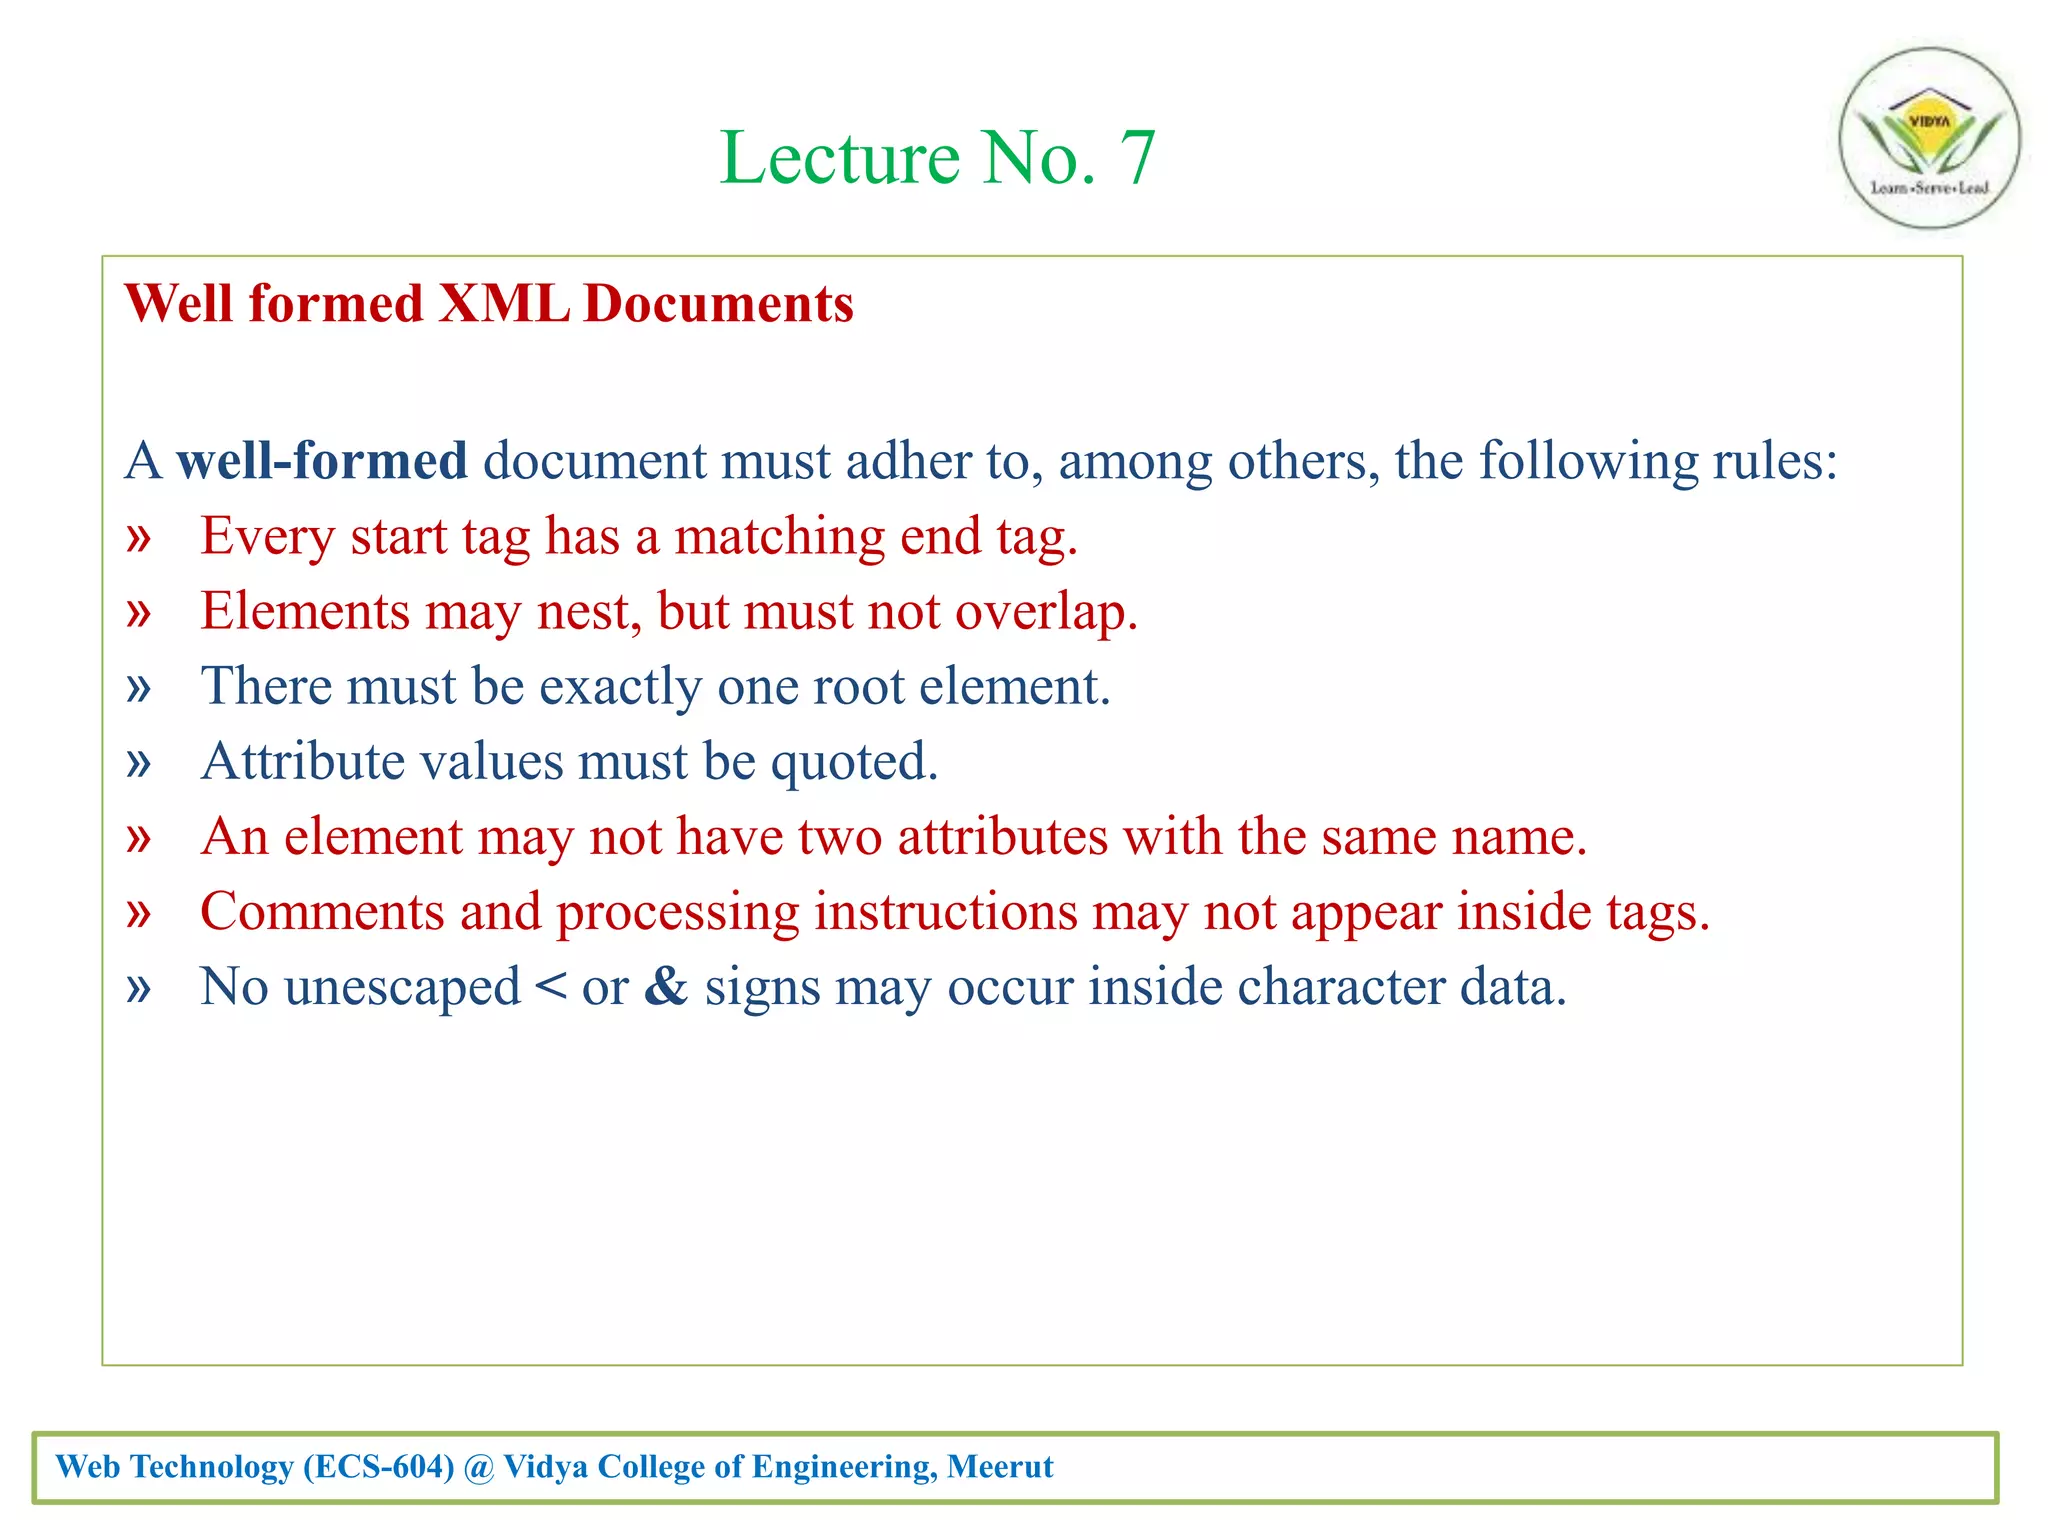 Lecture No. 7
VIDYA
Learn•Serve•Lead
Well formed XML Documents
A well-formed document must adher to, among others, the following rules:
» Every start tag has a matching end tag.
» Elements may nest, but must not overlap.
» There must be exactly one root element.
» Attribute values must be quoted.
» An element may not have two attributes with the same name.
» Comments and processing instructions may not appear inside tags.
» No unescaped < or & signs may occur inside character data.
Web Technology (ECS-604) @ Vidya College of Engineering, Meerut